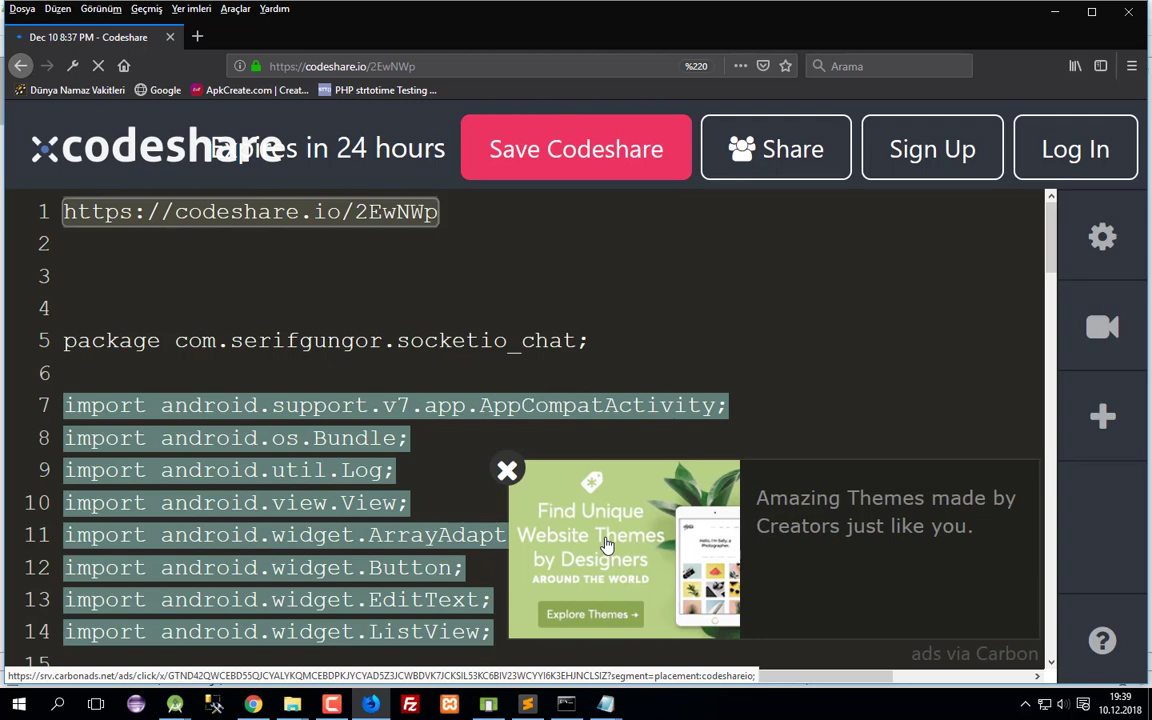 Dosya Düzen Görünüm Geçmiş Yer imleri Araçlar Yardım
Dec 10 8:37 PM - Codeshare
https://codeshare.io/2EwNWp
%220
Arama
Dünya Namaz Vakitleri Google ApkCreate.com | Creat... PHP strtotime Testing ...
codeshare
Expires in 24 hours
Save Codeshare
Share
Sign Up
Log In
1 https://codeshare.io/2EwNWp
2
3
4
5 package com.serifgungor.socketio_chat;
6
7 import android.support.v7.app.AppCompatActivity;
8 import android.os.Bundle;
9 import android.util.Log;
10 import android.view.View;
11 import android.widget.ArrayAdapt
12 import android.widget.Button;
13 import android.widget.EditText;
14 import android.widget.ListView;
15
Find Unique
Website Themes
by Designers
AROUND THE WORLD
Explore Themes →
Amazing Themes made by
Creators just like you.
ads via Carbon
19:39
10.12.2018